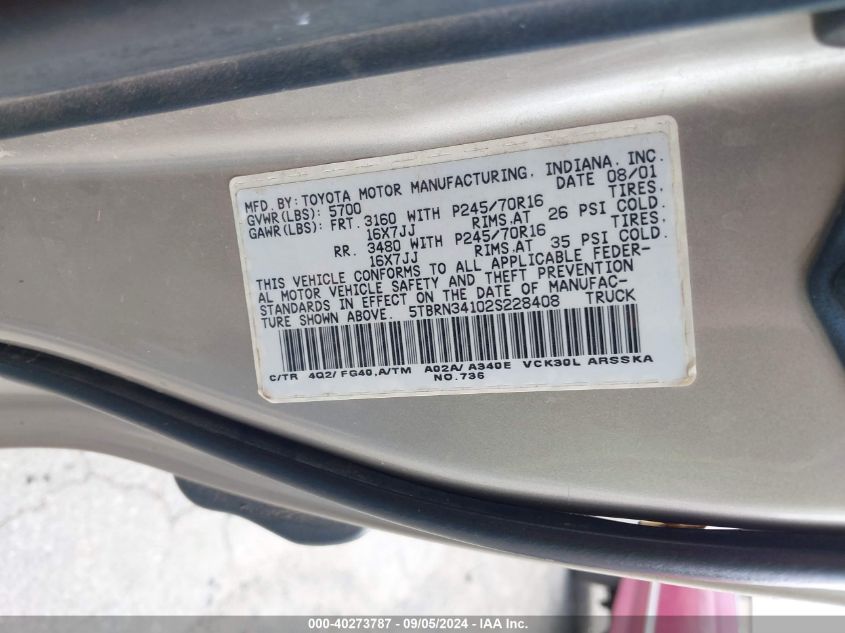 MFD. BY: TOYOTA MOTOR MANUFACTURING, INDIANA, INC.
GVWR(LBS): 5700 DATE 08/01
GAWR(LBS): FRT. 3160 WITH P245/70R16 TIRES,
16X7JJ RIMS,AT 26 PSI COLD.
RR. 3480 WITH P245/70R16 TIRES,
16X7JJ RIMS,AT 35 PSI COLD.
THIS VEHICLE CONFORMS TO ALL APPLICABLE FEDER-
AL MOTOR VEHICLE SAFETY AND THEFT PREVENTION
STANDARDS IN EFFECT ON THE DATE OF MANUFAC-
TURE SHOWN ABOVE. 5TBRN34102S228408 TRUCK
C/TR 4Q2/FG40,A/TM A02A/A340E VCK30L ARSSKA
NO.736
000-40273787 - 09/05/2024 - IAA Inc.